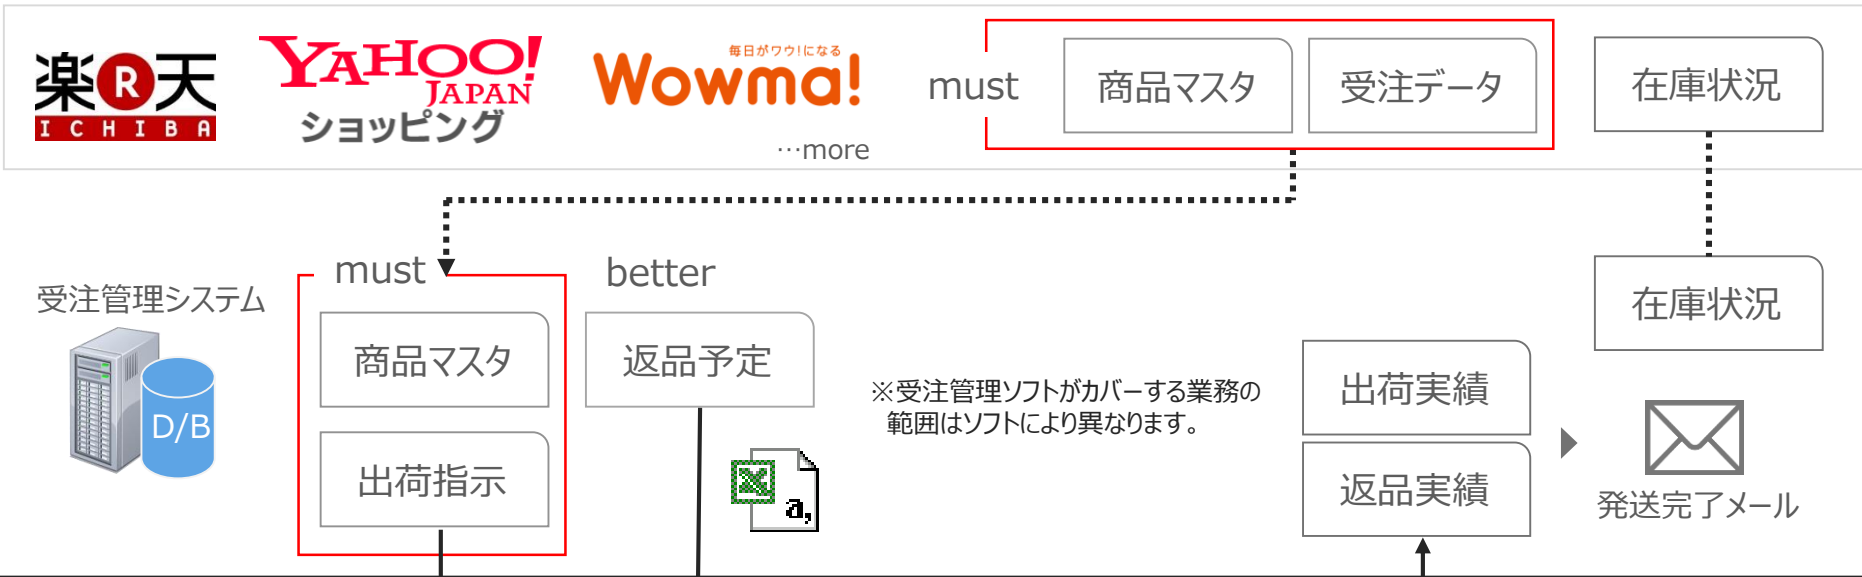 楽R天
ICHIBA
YAHOO!
JAPAN
ショッピング
毎日がワウ!になる
Wowma!
…more
must
商品マスタ
受注データ
在庫状況
受注管理システム
D/B
must
商品マスタ
出荷指示
better
返品予定
a,
※受注管理ソフトがカバーする業務の
範囲はソフトにより異なります。
出荷実績
返品実績
在庫状況
発送完了メール